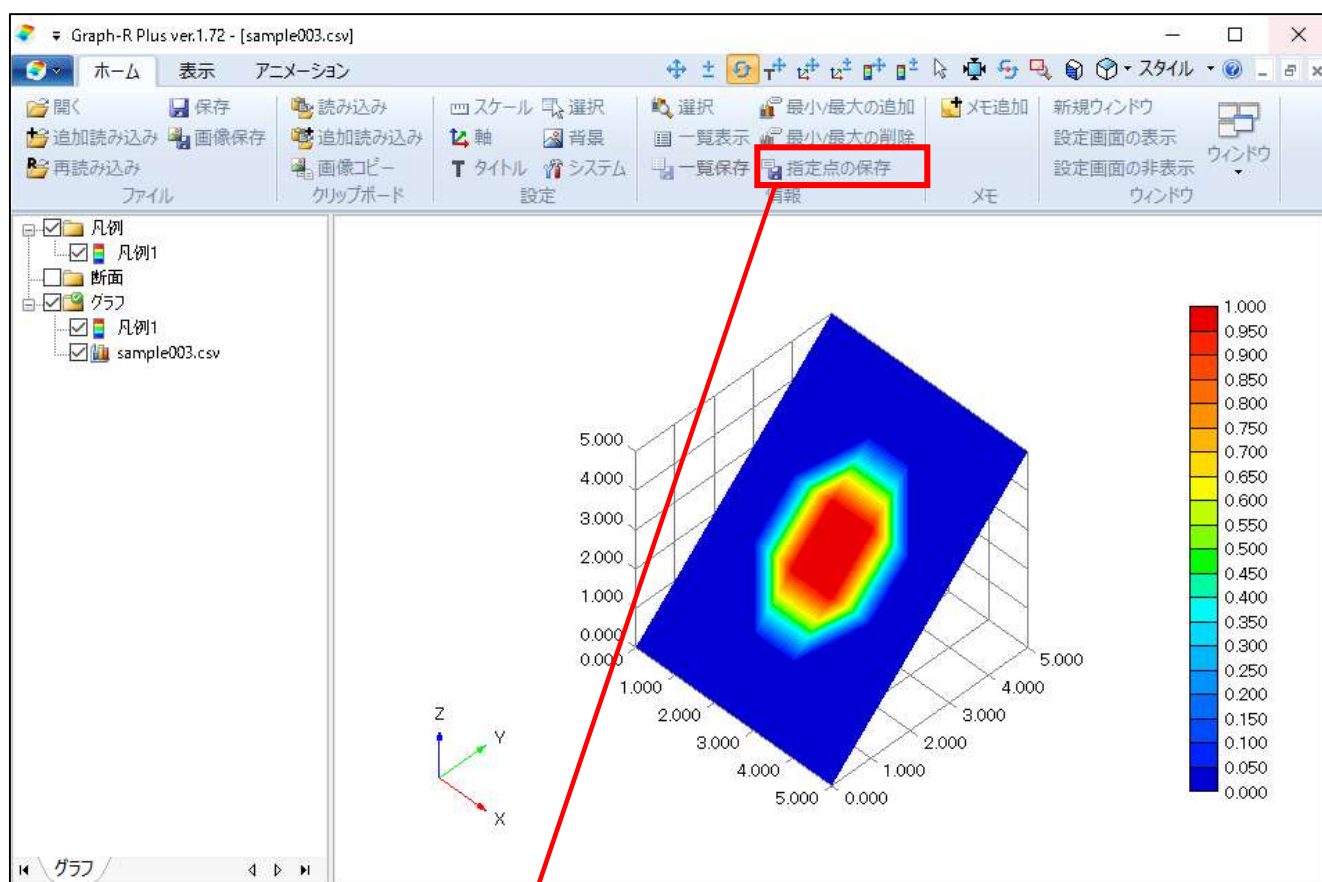 Graph-R Plus ver.1.72 - [sample003.csv]
ホーム 表示 アニメーション スタイル
開く 保存 読み込み スケール 選択 選択 最小/最大の追加 メモ追加 新規ウィンドウ
追加読み込み 画像保存 追加読み込み 軸 背景 一覧表示 最小/最大の削除 設定画面の表示 ウィンドウ
再読み込み 画像コピー タイトル システム 一覧保存 指定点の保存 設定画面の非表示
ファイル クリップボード 設定 情報 メモ ウィンドウ
凡例
凡例1
断面
グラフ
凡例1
sample003.csv
5.000
4.000
3.000
2.000
1.000
0.000
0.000
1.000
2.000
3.000
4.000
5.000
0.000
1.000
2.000
3.000
4.000
5.000
Z
Y
X
1.000
0.950
0.900
0.850
0.800
0.750
0.700
0.650
0.600
0.550
0.500
0.450
0.400
0.350
0.300
0.250
0.200
0.150
0.100
0.050
0.000
グラフ